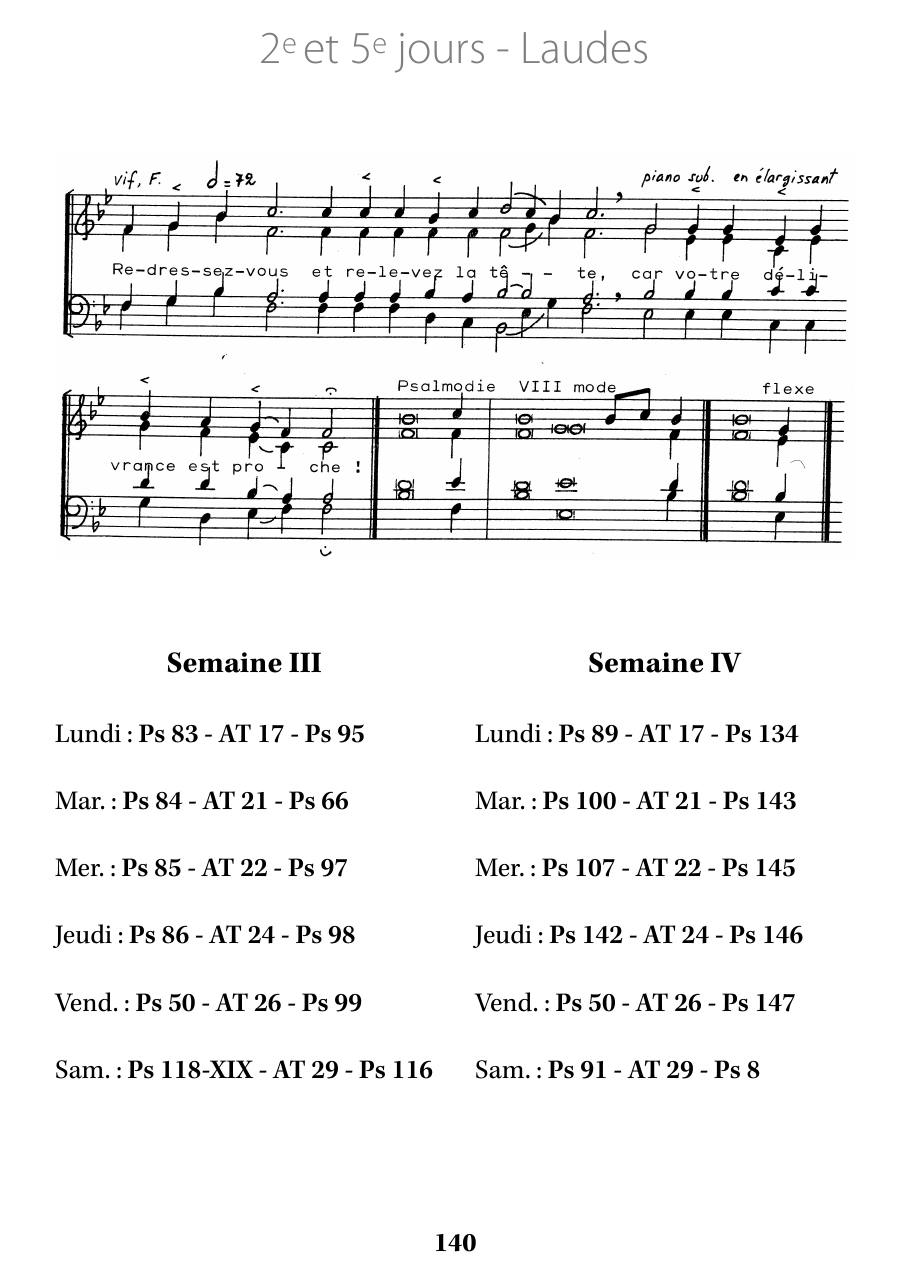 2e et 5e jours - Laudes
vif, F. 𝅗𝅥 = 72 piano sub. en élargissant
Re-dres-sez-vous et re-le-vez la tê - - te, car vo-tre dé-li-
Psalmodie VIII mode flexe
vrance est pro - che !
Semaine III
Lundi : Ps 83 - AT 17 - Ps 95
Mar. : Ps 84 - AT 21 - Ps 66
Mer. : Ps 85 - AT 22 - Ps 97
Jeudi : Ps 86 - AT 24 - Ps 98
Vend. : Ps 50 - AT 26 - Ps 99
Sam. : Ps 118-XIX - AT 29 - Ps 116
Semaine IV
Lundi : Ps 89 - AT 17 - Ps 134
Mar. : Ps 100 - AT 21 - Ps 143
Mer. : Ps 107 - AT 22 - Ps 145
Jeudi : Ps 142 - AT 24 - Ps 146
Vend. : Ps 50 - AT 26 - Ps 147
Sam. : Ps 91 - AT 29 - Ps 8
140